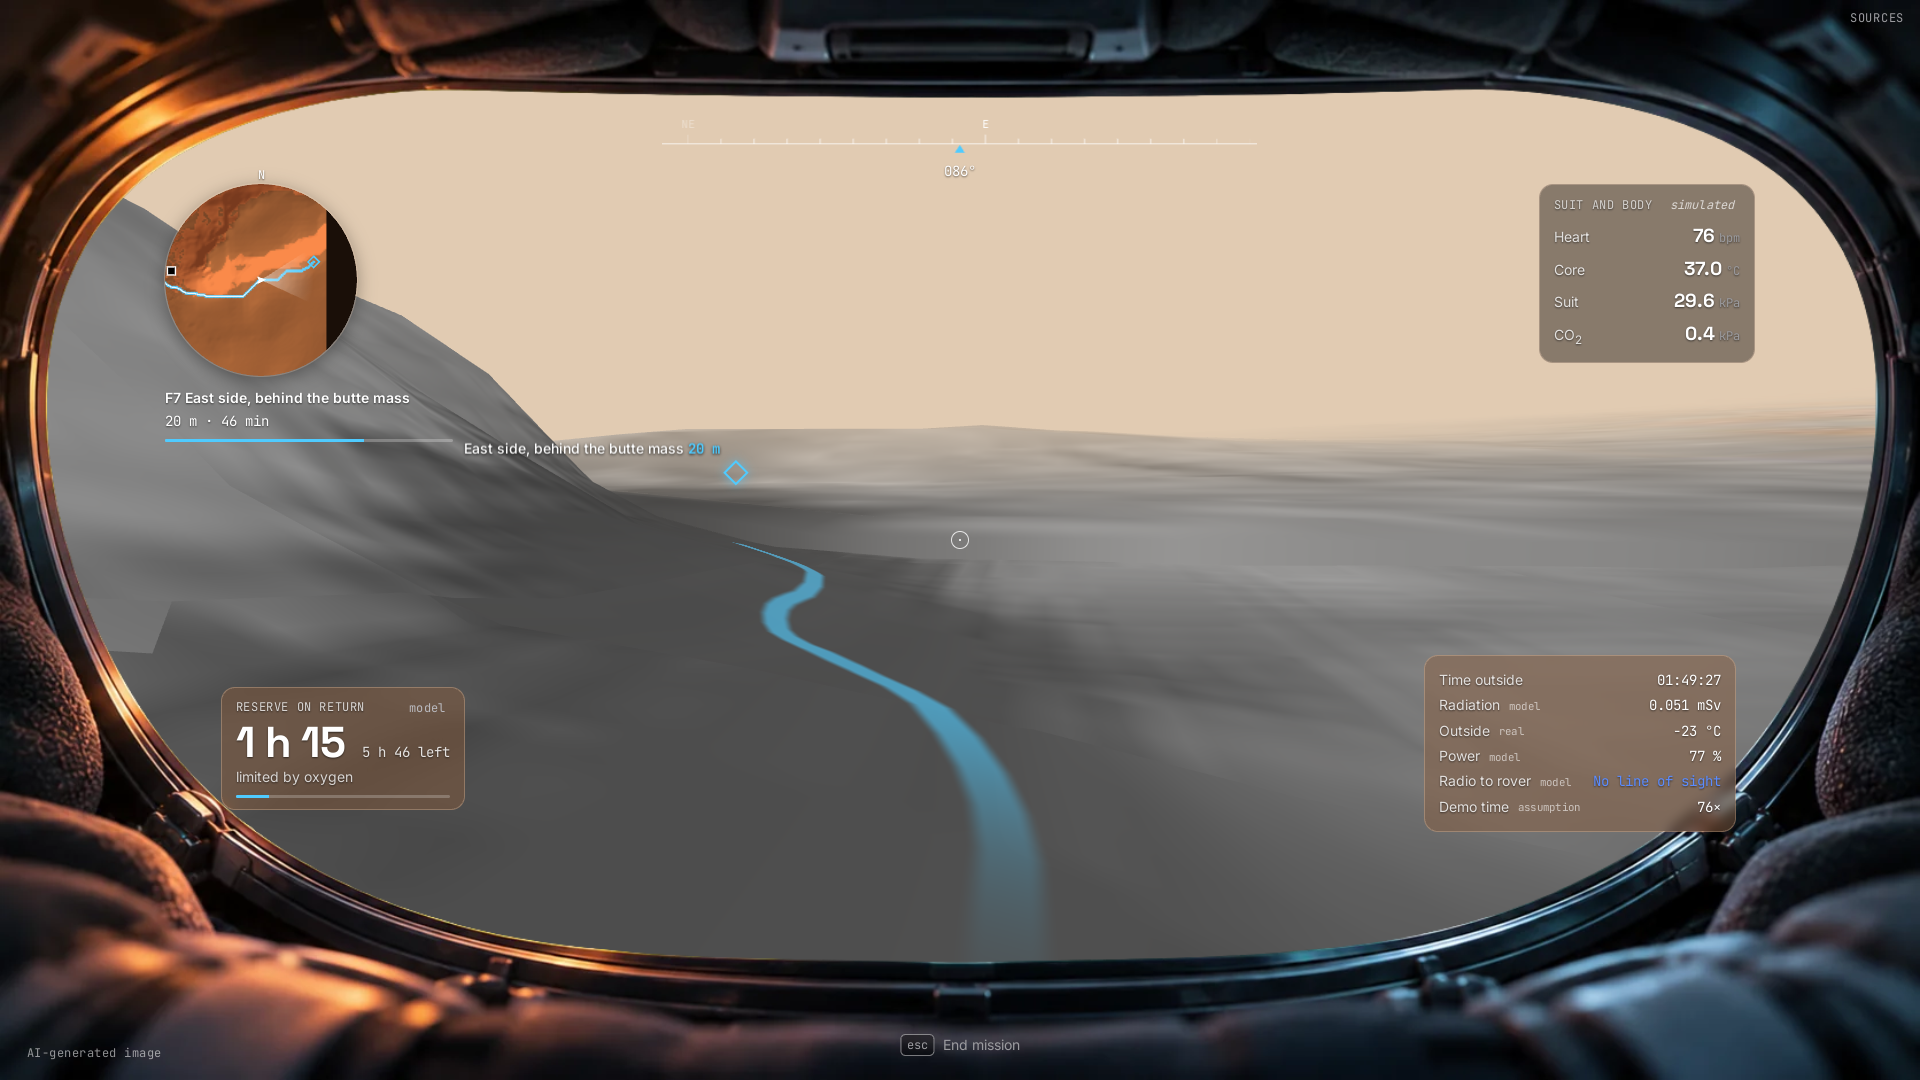 SOURCES
NE E
086°
N
F7 East side, behind the butte mass
20 m · 46 min
East side, behind the butte mass 20 m
SUIT AND BODY simulated
Heart 76 bpm
Core 37.0 °C
Suit 29.6 kPa
CO2 0.4 kPa
RESERVE ON RETURN model
1 h 15 5 h 46 left
limited by oxygen
Time outside 01:49:27
Radiation model 0.051 mSv
Outside real -23 °C
Power model 77 %
Radio to rover model No line of sight
Demo time assumption 76×
esc End mission
AI-generated image